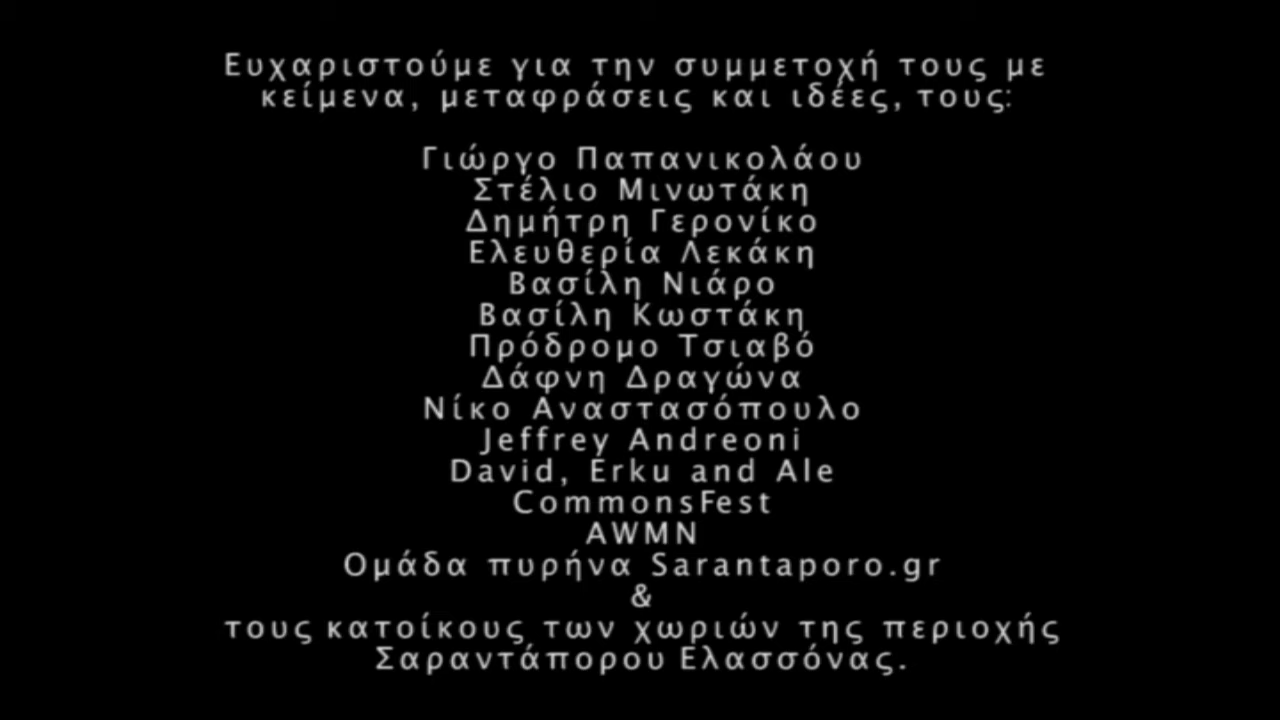 Ευχαριστούμε για την συμμετοχή τους με
κείμενα, μεταφράσεις και ιδέες, τους:
Γιώργο Παπανικολάου
Στέλιο Μινωτάκη
Δημήτρη Γερονίκο
Ελευθερία Λεκάκη
Βασίλη Νιάρο
Βασίλη Κωστάκη
Πρόδρομο Τσιαβό
Δάφνη Δραγώνα
Νίκο Αναστασόπουλο
Jeffrey Andreoni
David, Erku and Ale
CommonsFest
AWMN
Ομάδα πυρήνα Sarantaporo.gr
&
τους κατοίκους των χωριών της περιοχής
Σαραντάπορου Ελασσόνας.